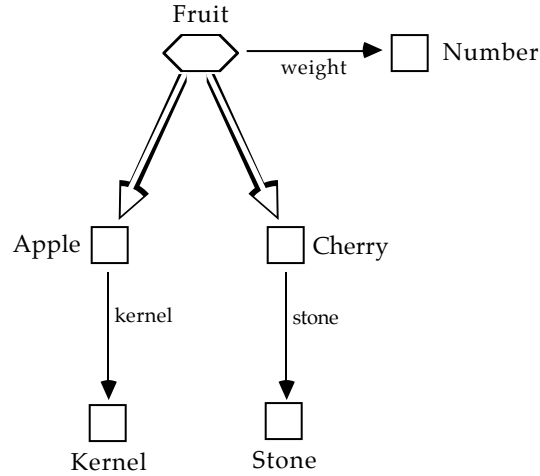 Fruit
weight
Number
Apple
Cherry
kernel
stone
Kernel
Stone